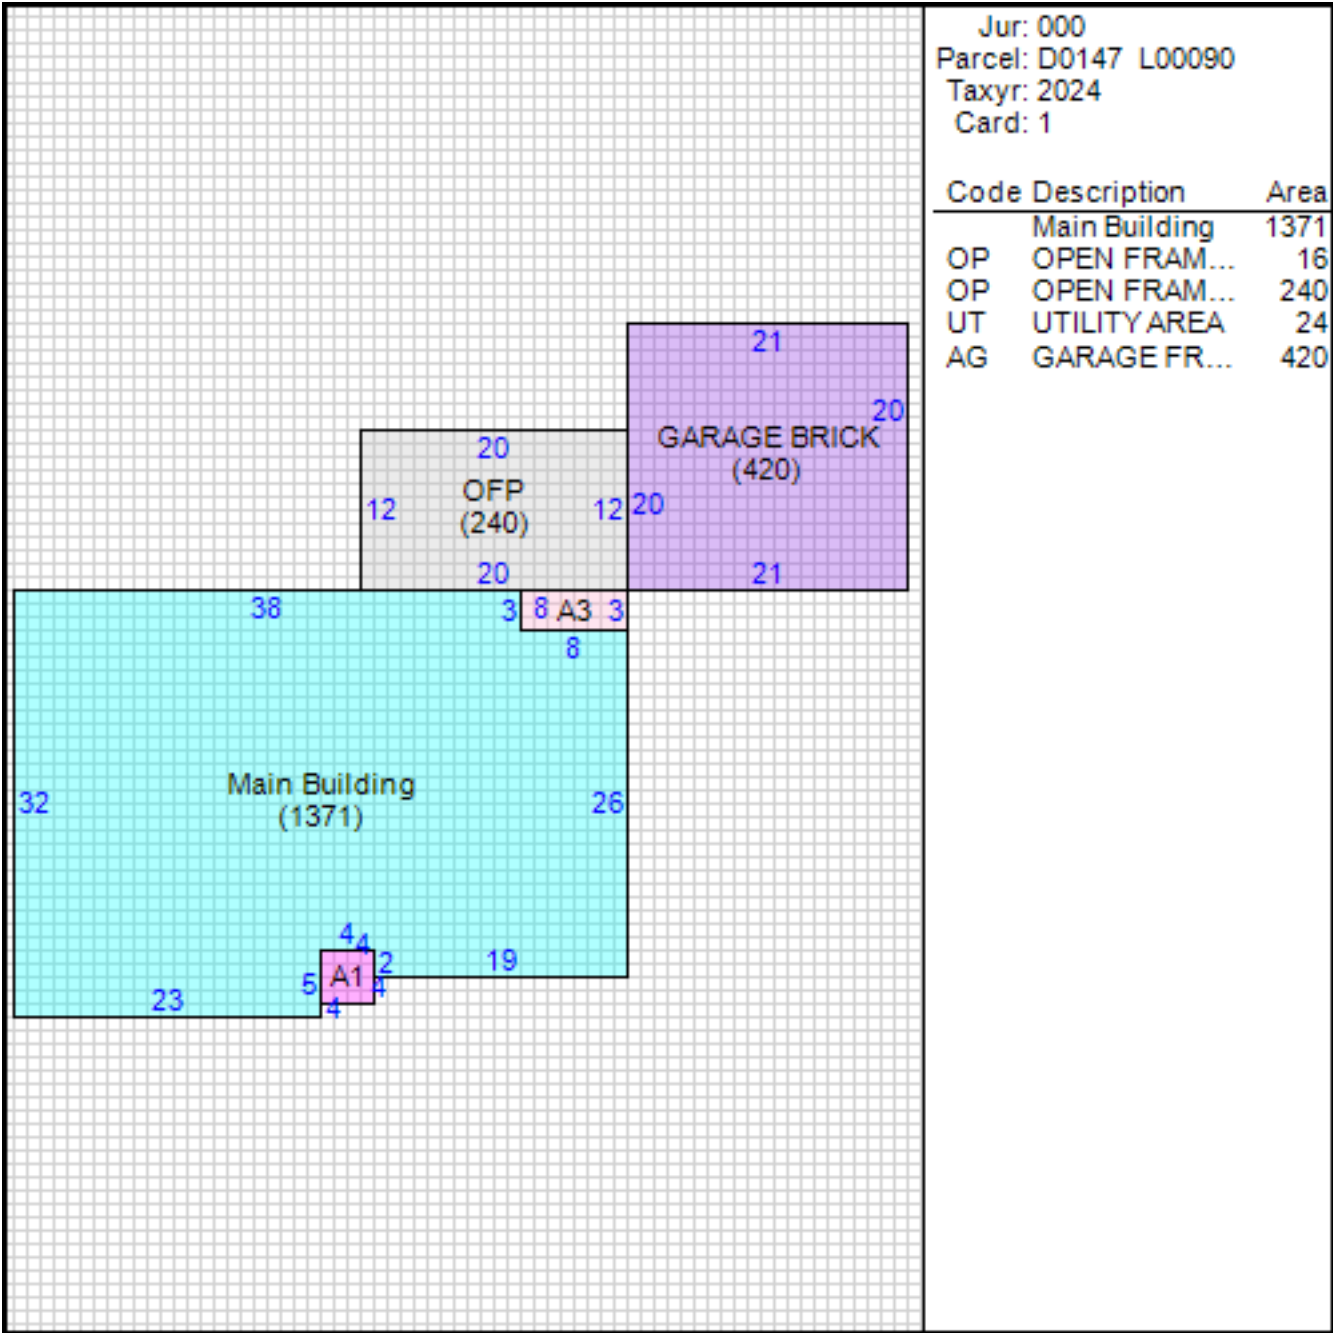 Jur: 000
Parcel: D0147 L00090
Taxyr: 2024
Card: 1
Code Description Area
Main Building 1371
OP OPEN FRAM... 16
OP OPEN FRAM... 240
UT UTILITY AREA 24
AG GARAGE FR... 420
21
20
GARAGE BRICK
(420)
20
21
20
OFP
(240)
12
12
20
38
3
8
A3
3
8
Main Building
(1371)
32
26
4
4
2
19
5
A1
4
4
23